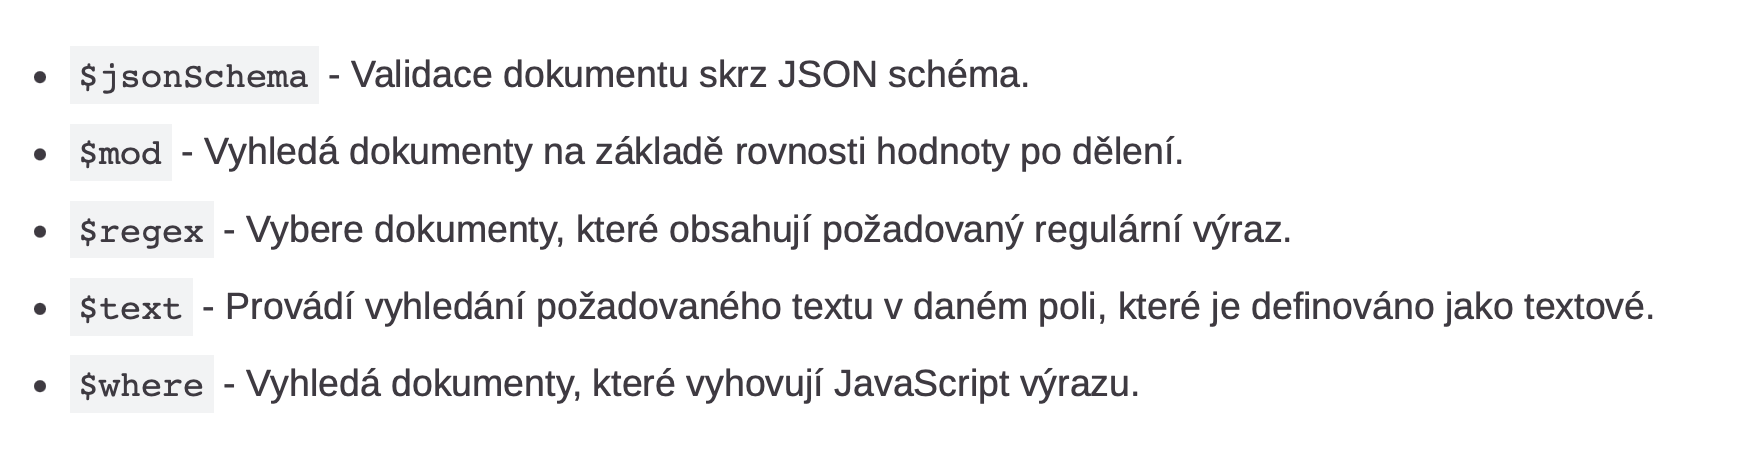 • $jsonSchema - Validace dokumentu skrz JSON schéma.
• $mod - Vyhledá dokumenty na základě rovnosti hodnoty po dělení.
• $regex - Vybere dokumenty, které obsahují požadovaný regulární výraz.
• $text - Provádí vyhledání požadovaného textu v daném poli, které je definováno jako textové.
• $where - Vyhledá dokumenty, které vyhovují JavaScript výrazu.